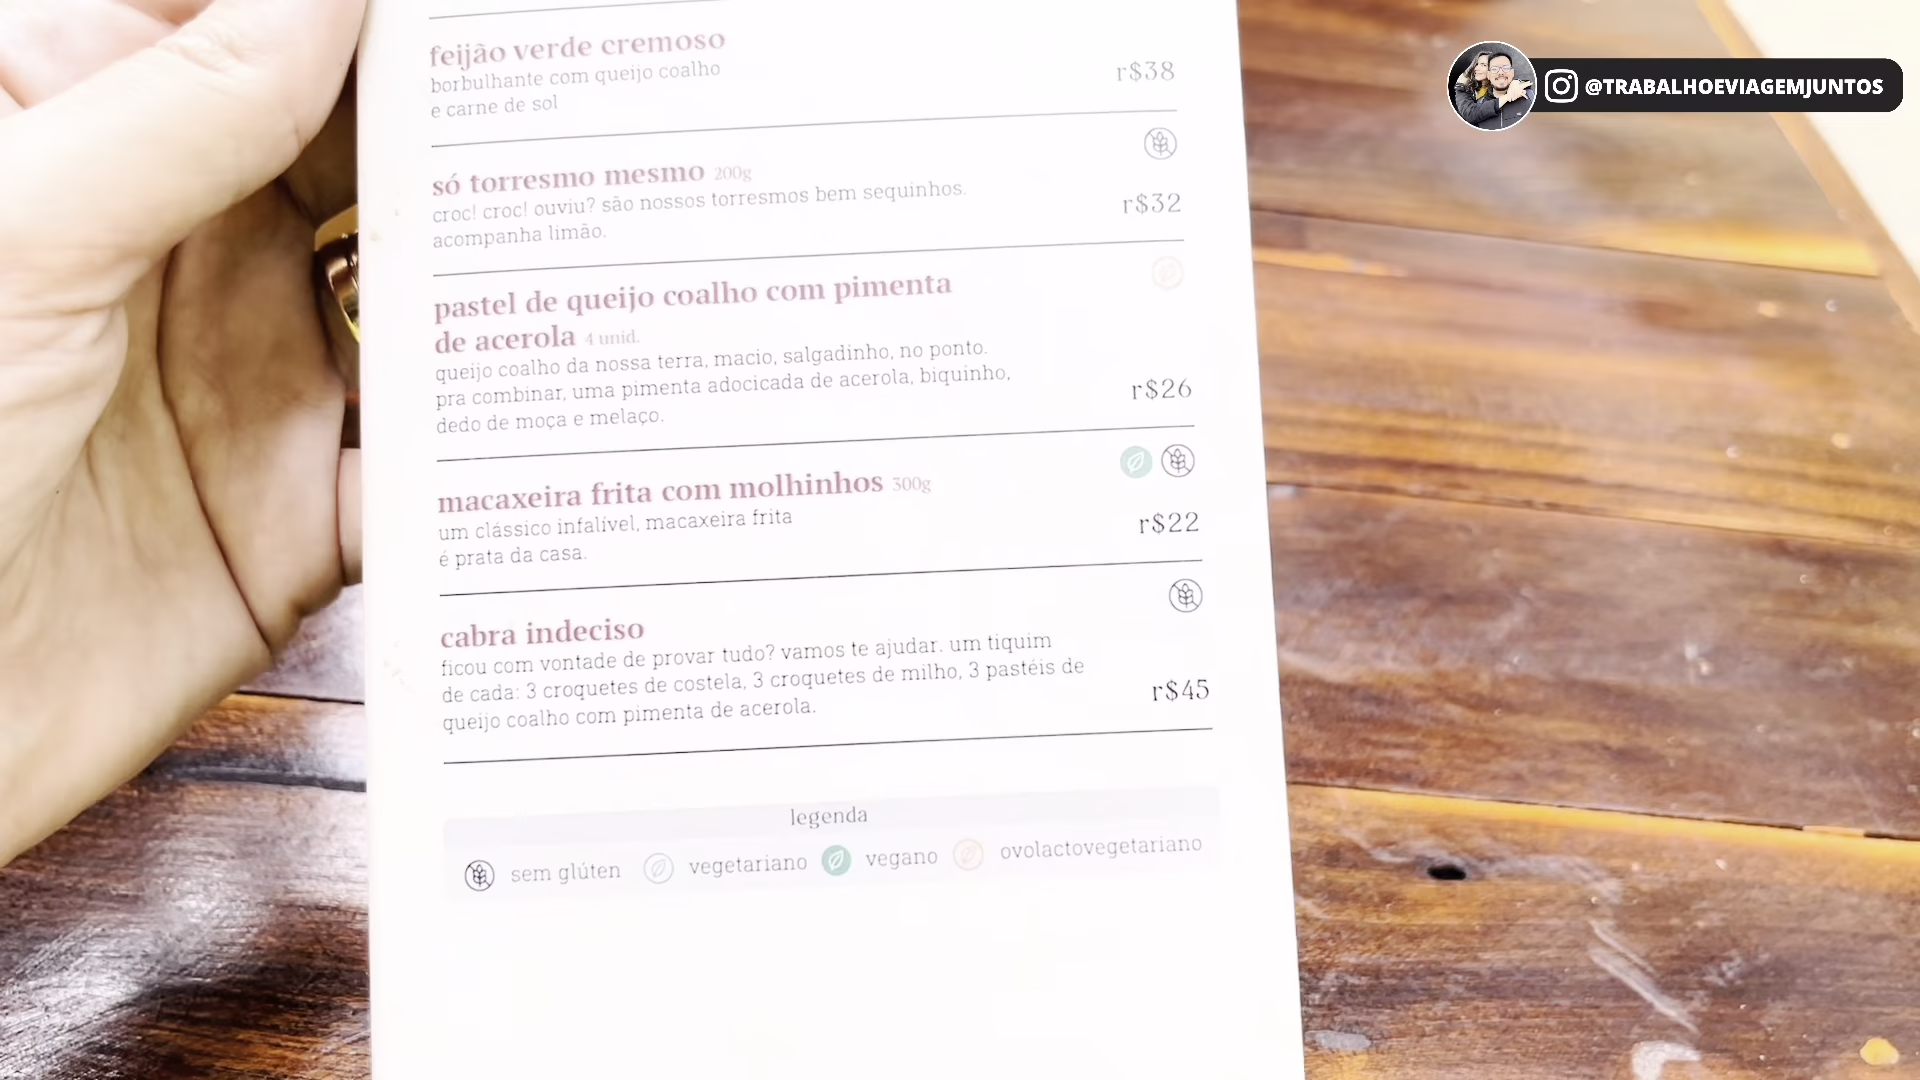 feijão verde cremoso
borbulhante com queijo coalho
e carne de sol
r$38
só torresmo mesmo 200g
croc! croc! ouviu? são nossos torresmos bem sequinhos.
acompanha limão.
r$32
pastel de queijo coalho com pimenta
de acerola 4 unid.
queijo coalho da nossa terra, macio, salgadinho, no ponto.
pra combinar, uma pimenta adocicada de acerola, biquinho,
dedo de moça e melaço.
r$26
macaxeira frita com molhinhos 300g
um clássico infalível, macaxeira frita
é prata da casa.
r$22
cabra indeciso
ficou com vontade de provar tudo? vamos te ajudar. um tiquim
de cada: 3 croquetes de costela, 3 croquetes de milho, 3 pastéis de
queijo coalho com pimenta de acerola.
r$45
legenda
sem glúten vegetariano vegano ovolactovegetariano
@TRABALHOEVIAGEMJUNTOS